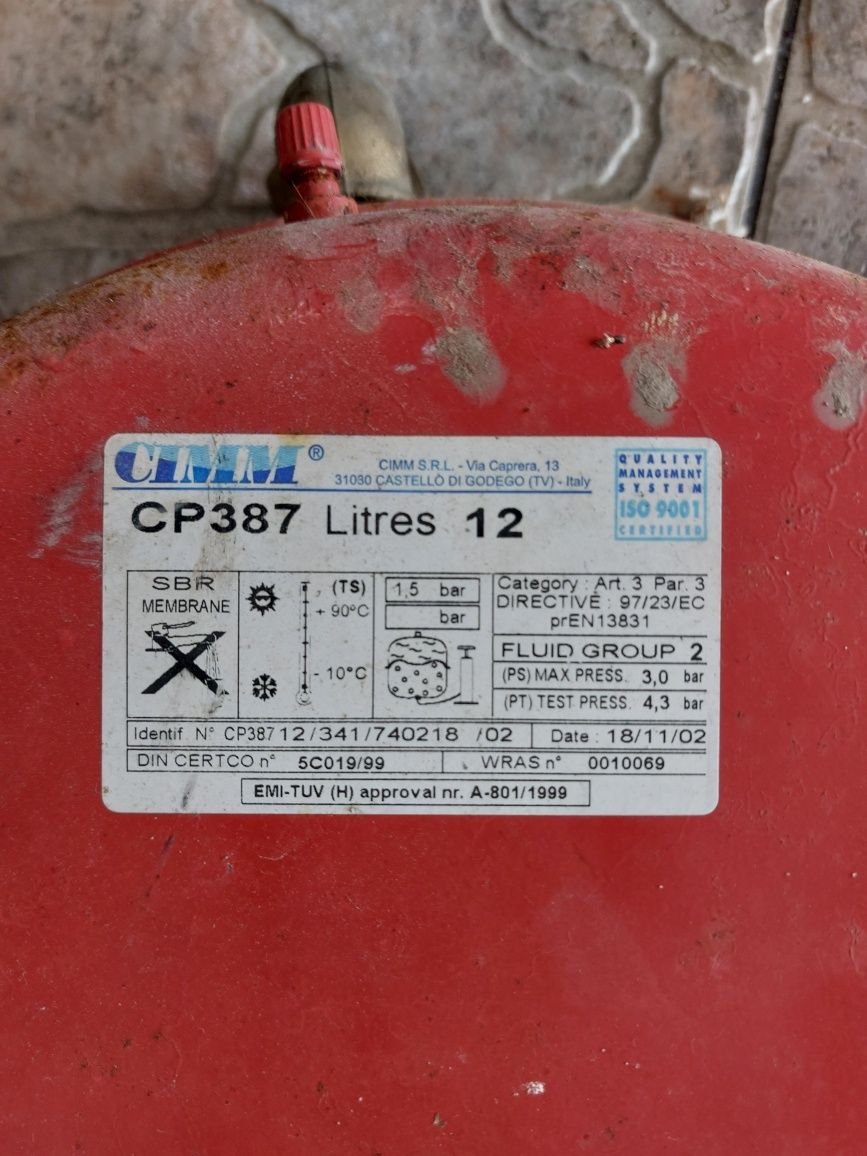 CIMM ®
CIMM S.R.L. - Via Caprera, 13
31030 CASTELLO DI GODEGO (TV) - Italy
QUALITY
MANAGEMENT
SYSTEM
ISO 9001
CERTIFIED
CP387 Litres 12
SBR
MEMBRANE
(TS)
+ 90°C
- 10°C
1,5 bar
bar
Category : Art. 3 Par. 3
DIRECTIVE : 97/23/EC
prEN13831
FLUID GROUP 2
(PS) MAX PRESS. 3,0 bar
(PT) TEST PRESS. 4,3 bar
Identif. N° CP387 12/341/740218 /02 Date : 18/11/02
DIN CERTCO n° 5C019/99 WRAS n° 0010069
EMI-TUV (H) approval nr. A-801/1999